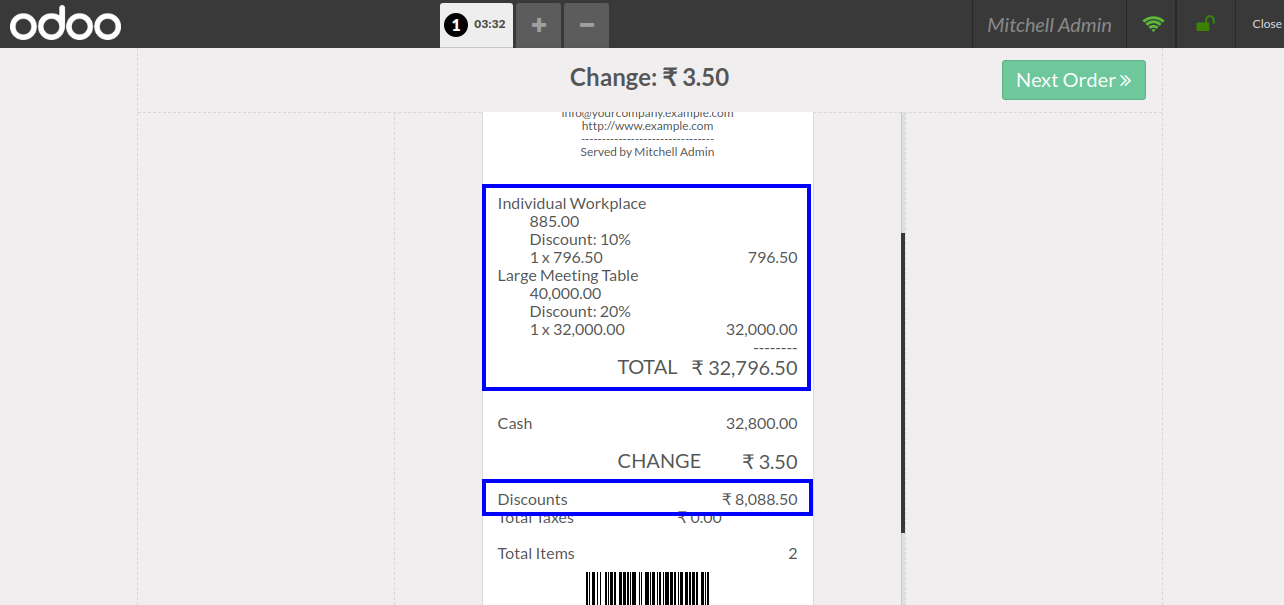 odoo
1 03:32 + −
Mitchell Admin
Close
Change: ₹ 3.50
Next Order »
info@yourcompany.example.com
http://www.example.com
--------------------------------
Served by Mitchell Admin
Individual Workplace
885.00
Discount: 10%
1 x 796.50 796.50
Large Meeting Table
40,000.00
Discount: 20%
1 x 32,000.00 32,000.00
--------
TOTAL ₹ 32,796.50
Cash 32,800.00
CHANGE ₹ 3.50
Discounts ₹ 8,088.50
Total Taxes ₹ 0.00
Total Items 2